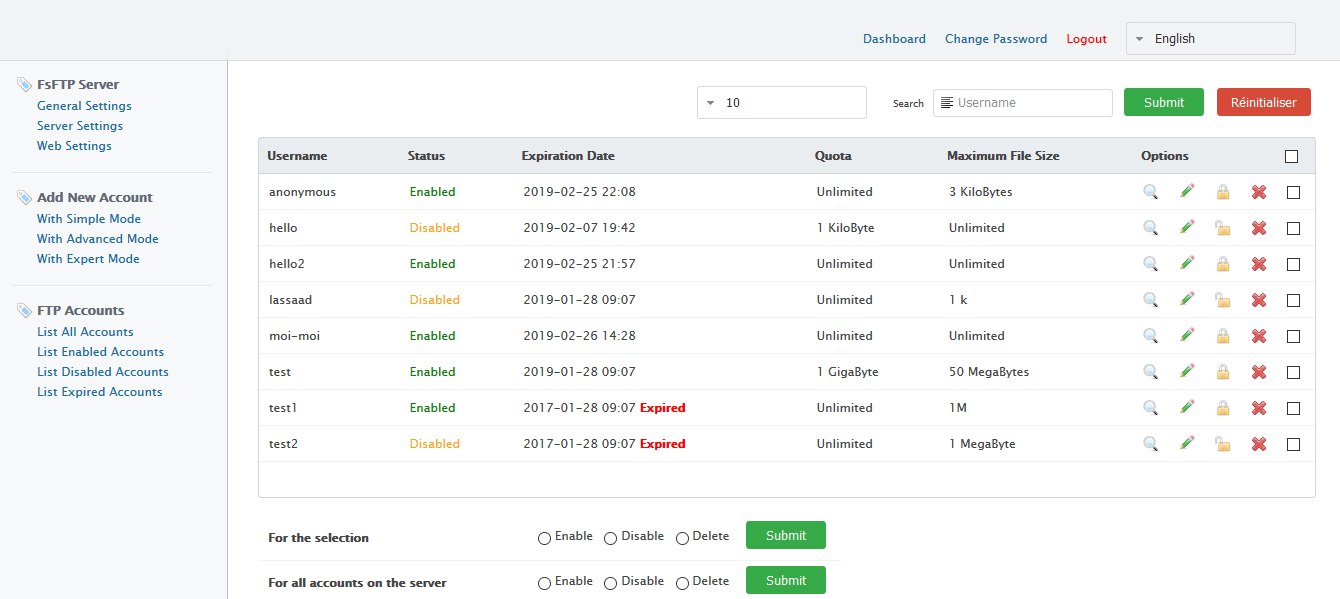 Dashboard Change Password Logout English
FsFTP Server
General Settings
Server Settings
Web Settings
Add New Account
With Simple Mode
With Advanced Mode
With Expert Mode
FTP Accounts
List All Accounts
List Enabled Accounts
List Disabled Accounts
List Expired Accounts
10 Search Username Submit Réinitialiser
Username Status Expiration Date Quota Maximum File Size Options
anonymous Enabled 2019-02-25 22:08 Unlimited 3 KiloBytes
hello Disabled 2019-02-07 19:42 1 KiloByte Unlimited
hello2 Enabled 2019-02-25 21:57 Unlimited Unlimited
lassaad Disabled 2019-01-28 09:07 Unlimited 1 k
moi-moi Enabled 2019-02-26 14:28 Unlimited Unlimited
test Enabled 2019-01-28 09:07 1 GigaByte 50 MegaBytes
test1 Enabled 2017-01-28 09:07 Expired Unlimited 1M
test2 Disabled 2017-01-28 09:07 Expired Unlimited 1 MegaByte
For the selection Enable Disable Delete Submit
For all accounts on the server Enable Disable Delete Submit